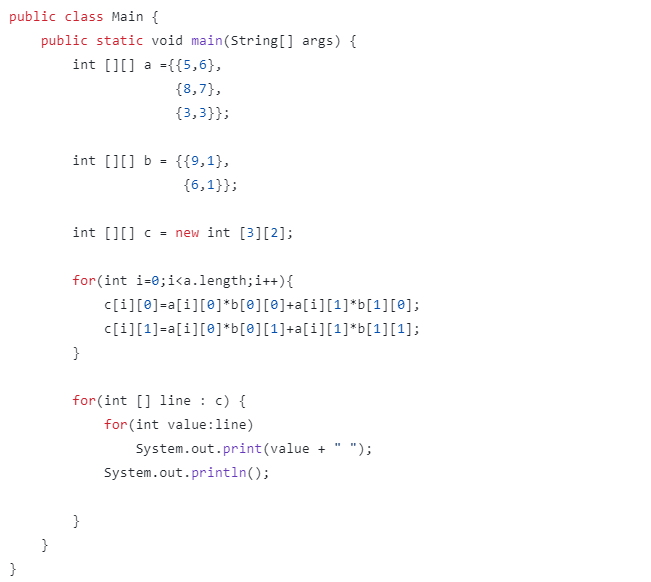 public class Main {
    public static void main(String[] args) {
        int [][] a ={{5,6},
                     {8,7},
                     {3,3}};

        int [][] b = {{9,1},
                      {6,1}};

        int [][] c = new int [3][2];

        for(int i=0;i<a.length;i++){
            c[i][0]=a[i][0]*b[0][0]+a[i][1]*b[1][0];
            c[i][1]=a[i][0]*b[0][1]+a[i][1]*b[1][1];
        }

        for(int [] line : c) {
            for(int value:line)
                System.out.print(value + " ");
            System.out.println();

        }
    }
}